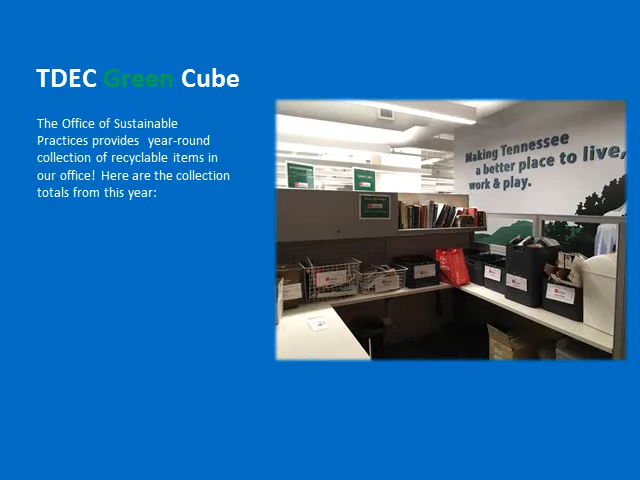 TDEC Green Cube
The Office of Sustainable
Practices provides year-round
collection of recyclable items in
our office! Here are the collection
totals from this year:
Making Tennessee
a better place to live,
work & play.